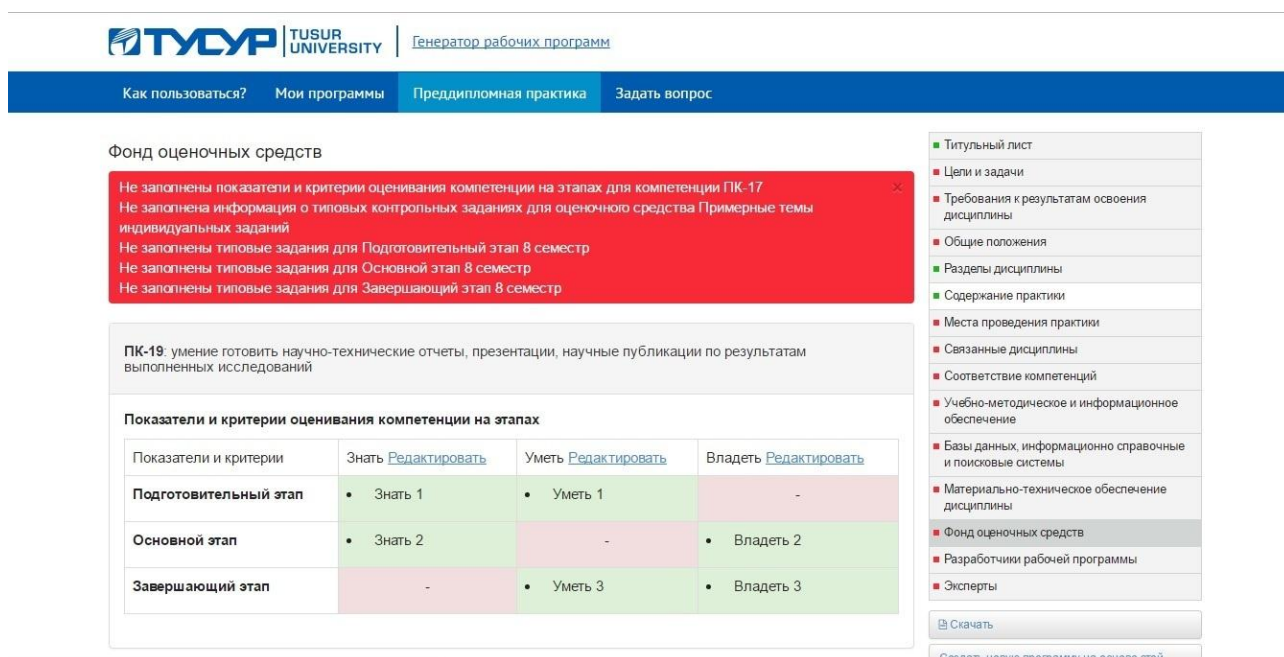 ТУСУР
TUSUR
UNIVERSITY
Генератор рабочих программ
Как пользоваться? Мои программы Преддипломная практика Задать вопрос
Фонд оценочных средств
Не заполнены показатели и критерии оценивания компетенции на этапах для компетенции ПК-17
Не заполнена информация о типовых контрольных заданиях для оценочного средства Примерные темы
индивидуальных заданий
Не заполнены типовые задания для Подготовительный этап 8 семестр
Не заполнены типовые задания для Основной этап 8 семестр
Не заполнены типовые задания для Завершающий этап 8 семестр
×
ПК-19: умение готовить научно-технические отчеты, презентации, научные публикации по результатам
выполненных исследований
Показатели и критерии оценивания компетенции на этапах
Показатели и критерии Знать Редактировать Уметь Редактировать Владеть Редактировать
Подготовительный этап • Знать 1 • Уметь 1 -
Основной этап • Знать 2 - • Владеть 2
Завершающий этап - • Уметь 3 • Владеть 3
Титульный лист
Цели и задачи
Требования к результатам освоения
дисциплины
Общие положения
Разделы дисциплины
Содержание практики
Места проведения практики
Связанные дисциплины
Соответствие компетенций
Учебно-методическое и информационное
обеспечение
Базы данных, информационно справочные
и поисковые системы
Материально-техническое обеспечение
дисциплины
Фонд оценочных средств
Разработчики рабочей программы
Эксперты
Скачать
Создать новую программу на основе этой